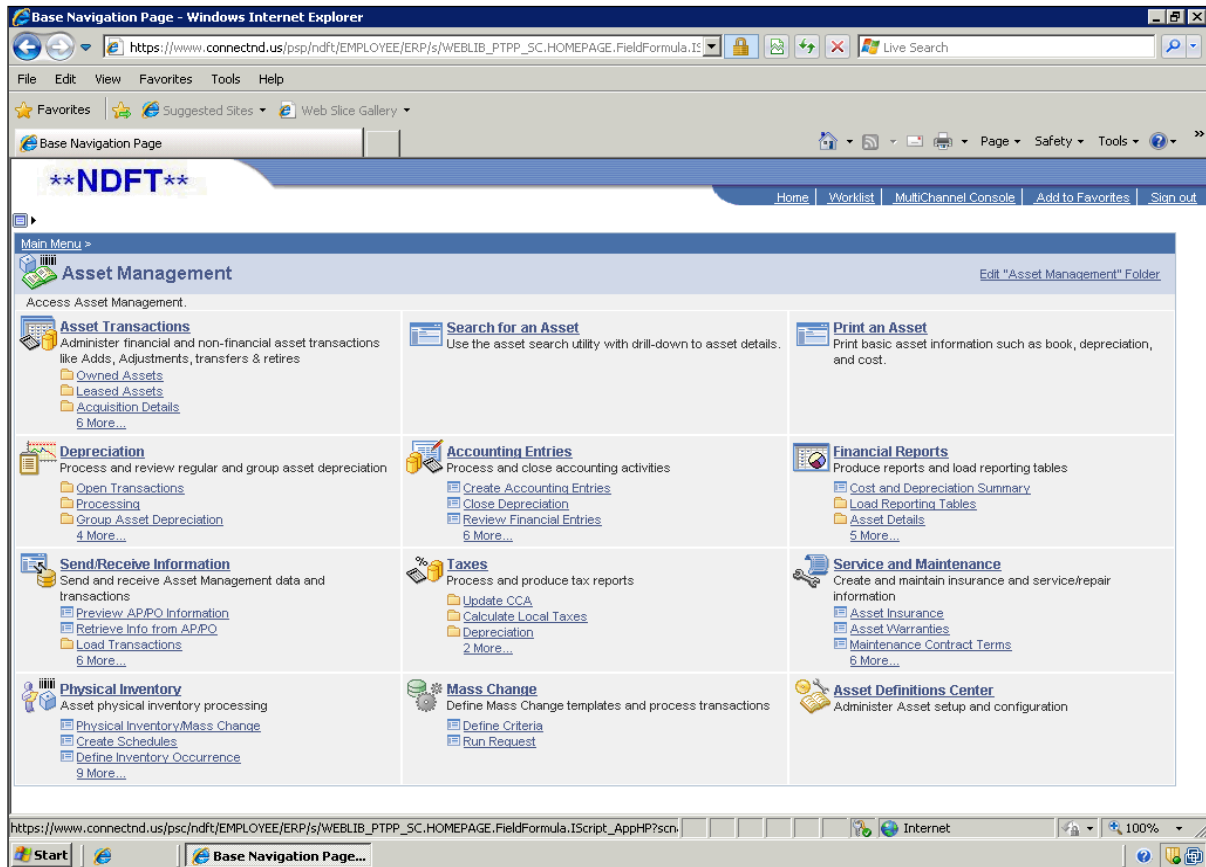 Base Navigation Page - Windows Internet Explorer
https://www.connectnd.us/psp/ndft/EMPLOYEE/ERP/s/WEBLIB_PTPP_SC.HOMEPAGE.FieldFormula.IS
Live Search
File Edit View Favorites Tools Help
Favorites Suggested Sites Web Slice Gallery
Base Navigation Page
Page Safety Tools »
**NDFT**
Home Worklist MultiChannel Console Add to Favorites Sign out
Main Menu >
Asset Management
Edit "Asset Management" Folder
Access Asset Management.
Asset Transactions
Administer financial and non-financial asset transactions
like Adds, Adjustments, transfers & retires
Owned Assets
Leased Assets
Acquisition Details
6 More...
Search for an Asset
Use the asset search utility with drill-down to asset details.
Print an Asset
Print basic asset information such as book, depreciation,
and cost.
Depreciation
Process and review regular and group asset depreciation
Open Transactions
Processing
Group Asset Depreciation
4 More...
Accounting Entries
Process and close accounting activities
Create Accounting Entries
Close Depreciation
Review Financial Entries
6 More...
Financial Reports
Produce reports and load reporting tables
Cost and Depreciation Summary
Load Reporting Tables
Asset Details
5 More...
Send/Receive Information
Send and receive Asset Management data and
transactions
Preview AP/PO Information
Retrieve Info from AP/PO
Load Transactions
6 More...
Taxes
Process and produce tax reports
Update CCA
Calculate Local Taxes
Depreciation
2 More...
Service and Maintenance
Create and maintain insurance and service/repair
information
Asset Insurance
Asset Warranties
Maintenance Contract Terms
6 More...
Physical Inventory
Asset physical inventory processing
Physical Inventory/Mass Change
Create Schedules
Define Inventory Occurrence
9 More...
Mass Change
Define Mass Change templates and process transactions
Define Criteria
Run Request
Asset Definitions Center
Administer Asset setup and configuration
https://www.connectnd.us/psc/ndft/EMPLOYEE/ERP/s/WEBLIB_PTPP_SC.HOMEPAGE.FieldFormula.IScript_AppHP?scn
Internet
100%
Start
Base Navigation Page...